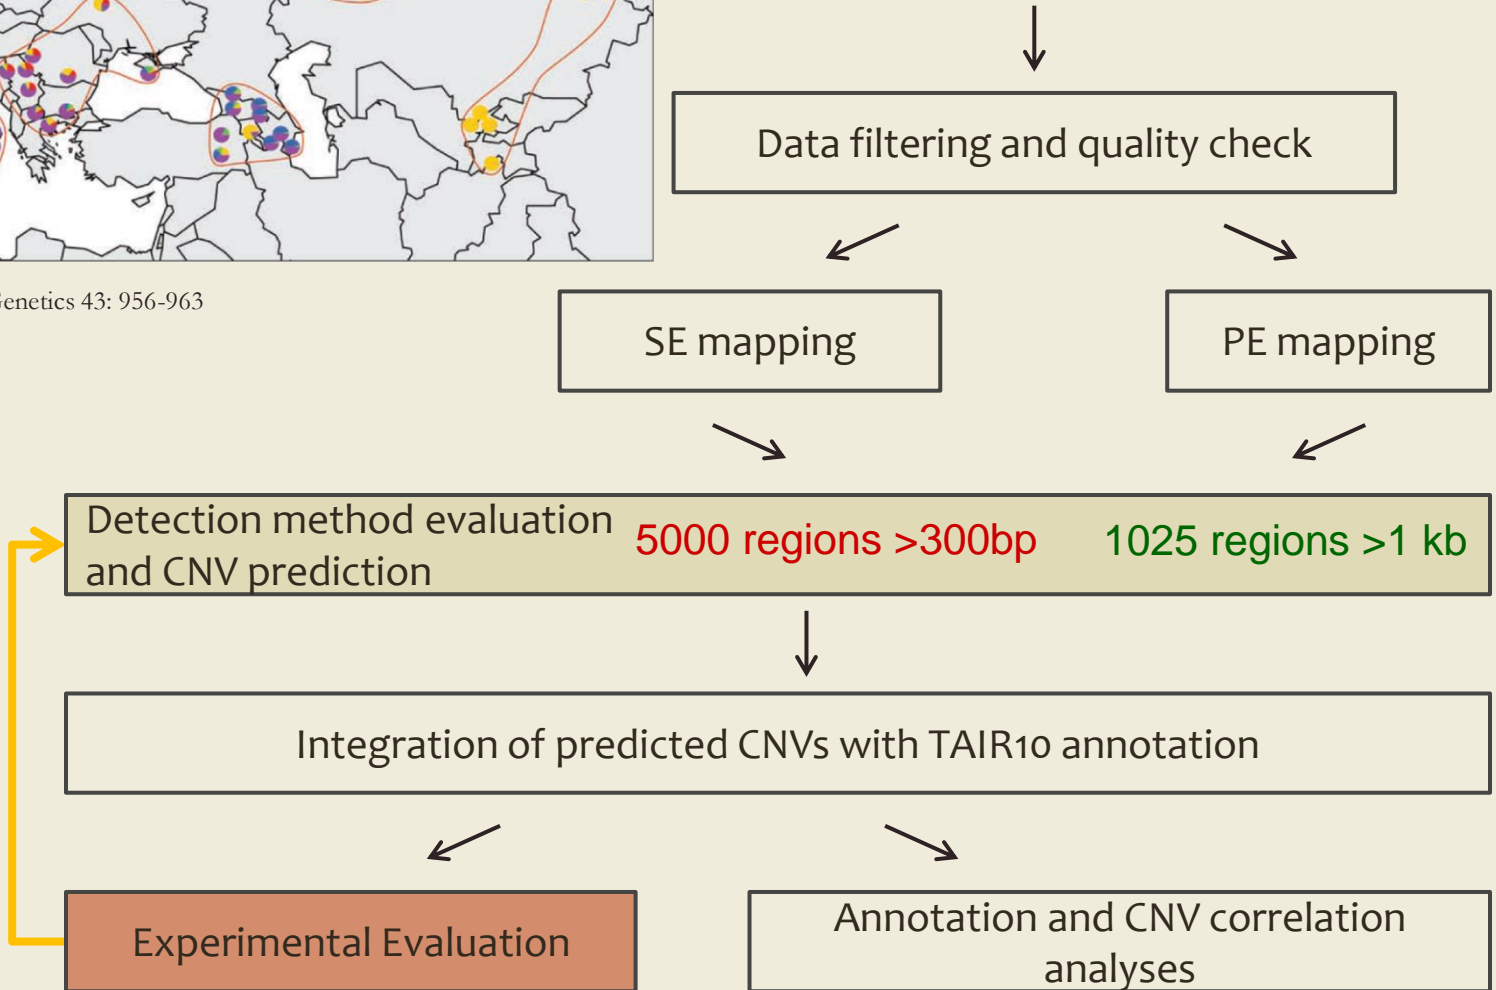 Data filtering and quality check
Genetics 43: 956-963
SE mapping
PE mapping
Detection method evaluation
and CNV prediction
5000 regions >300bp
1025 regions >1 kb
Integration of predicted CNVs with TAIR10 annotation
Experimental Evaluation
Annotation and CNV correlation
analyses